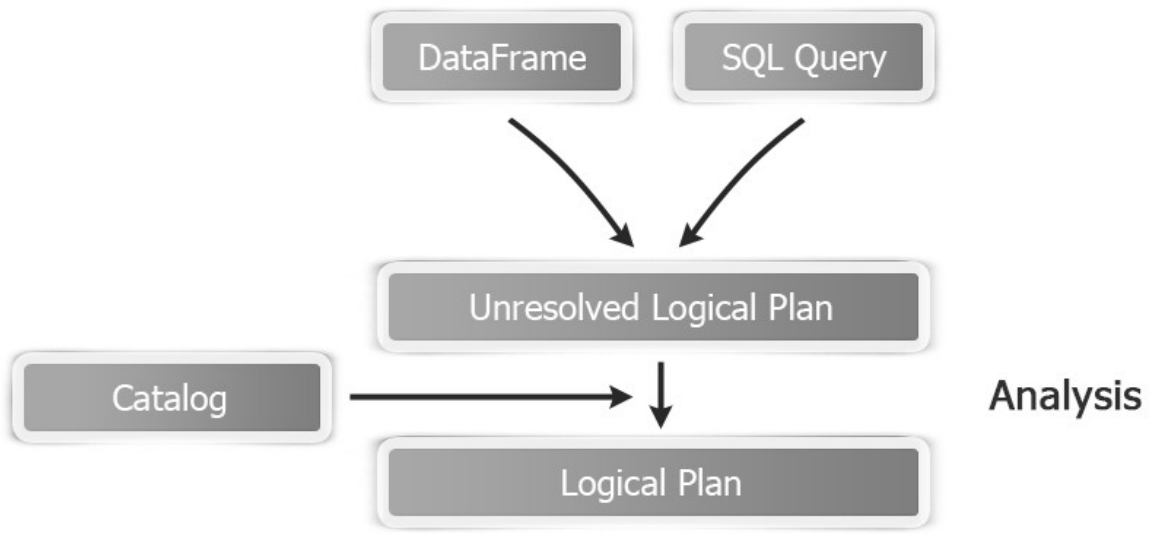 DataFrame
SQL Query
Unresolved Logical Plan
Catalog
Analysis
Logical Plan